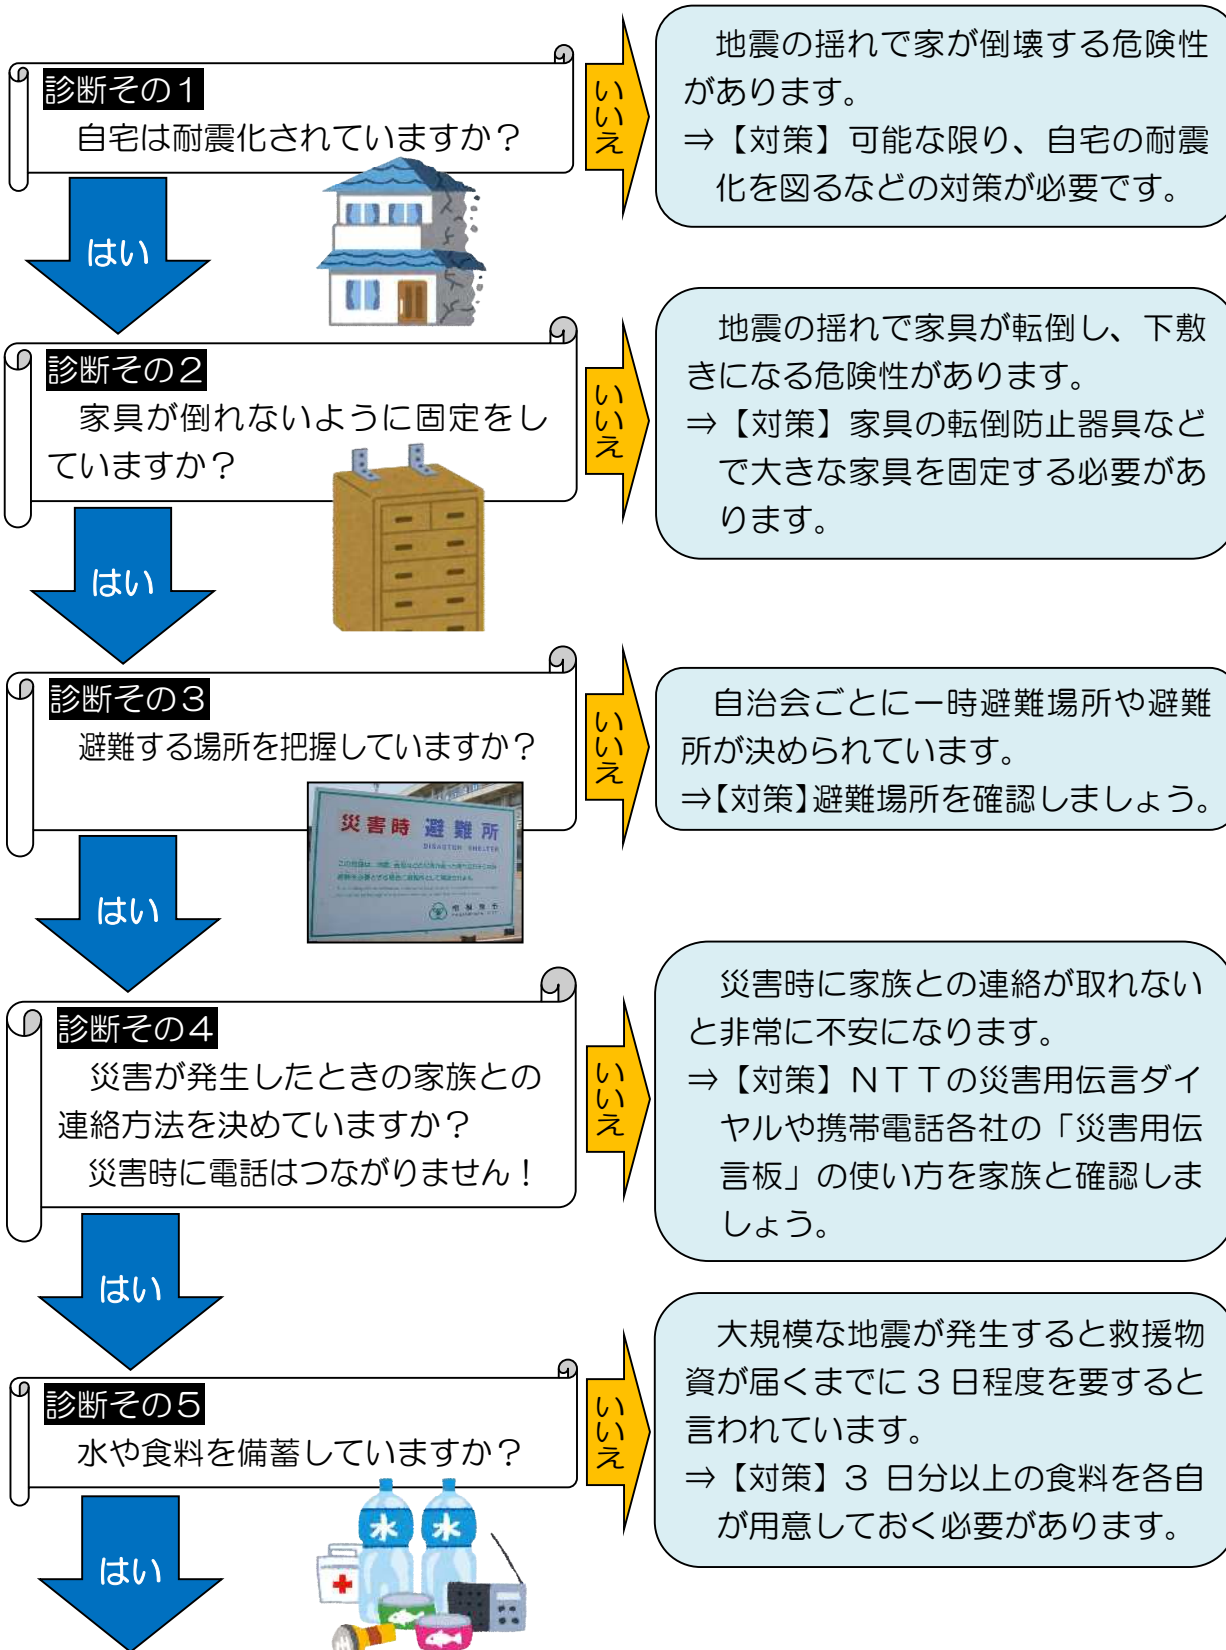 診断その1
自宅は耐震化されていますか？
いいえ
地震の揺れで家が倒壊する危険性
があります。
⇒【対策】可能な限り、自宅の耐震
化を図るなどの対策が必要です。
はい
診断その2
家具が倒れないように固定をし
ていますか？
いいえ
地震の揺れで家具が転倒し、下敷
きになる危険性があります。
⇒【対策】家具の転倒防止器具など
で大きな家具を固定する必要があ
ります。
はい
診断その3
避難する場所を把握していますか？
いいえ
自治会ごとに一時避難場所や避難
所が決められています。
⇒【対策】避難場所を確認しましょう。
災害時 避難所
DISASTER SHELTER
相模原市
はい
診断その4
災害が発生したときの家族との
連絡方法を決めていますか？
災害時に電話はつながりません！
いいえ
災害時に家族との連絡が取れない
と非常に不安になります。
⇒【対策】ＮＴＴの災害用伝言ダイ
ヤルや携帯電話各社の「災害用伝
言板」の使い方を家族と確認しま
しょう。
はい
診断その5
水や食料を備蓄していますか？
いいえ
大規模な地震が発生すると救援物
資が届くまでに3日程度を要すると
言われています。
⇒【対策】3 日分以上の食料を各自
が用意しておく必要があります。
水 水
はい